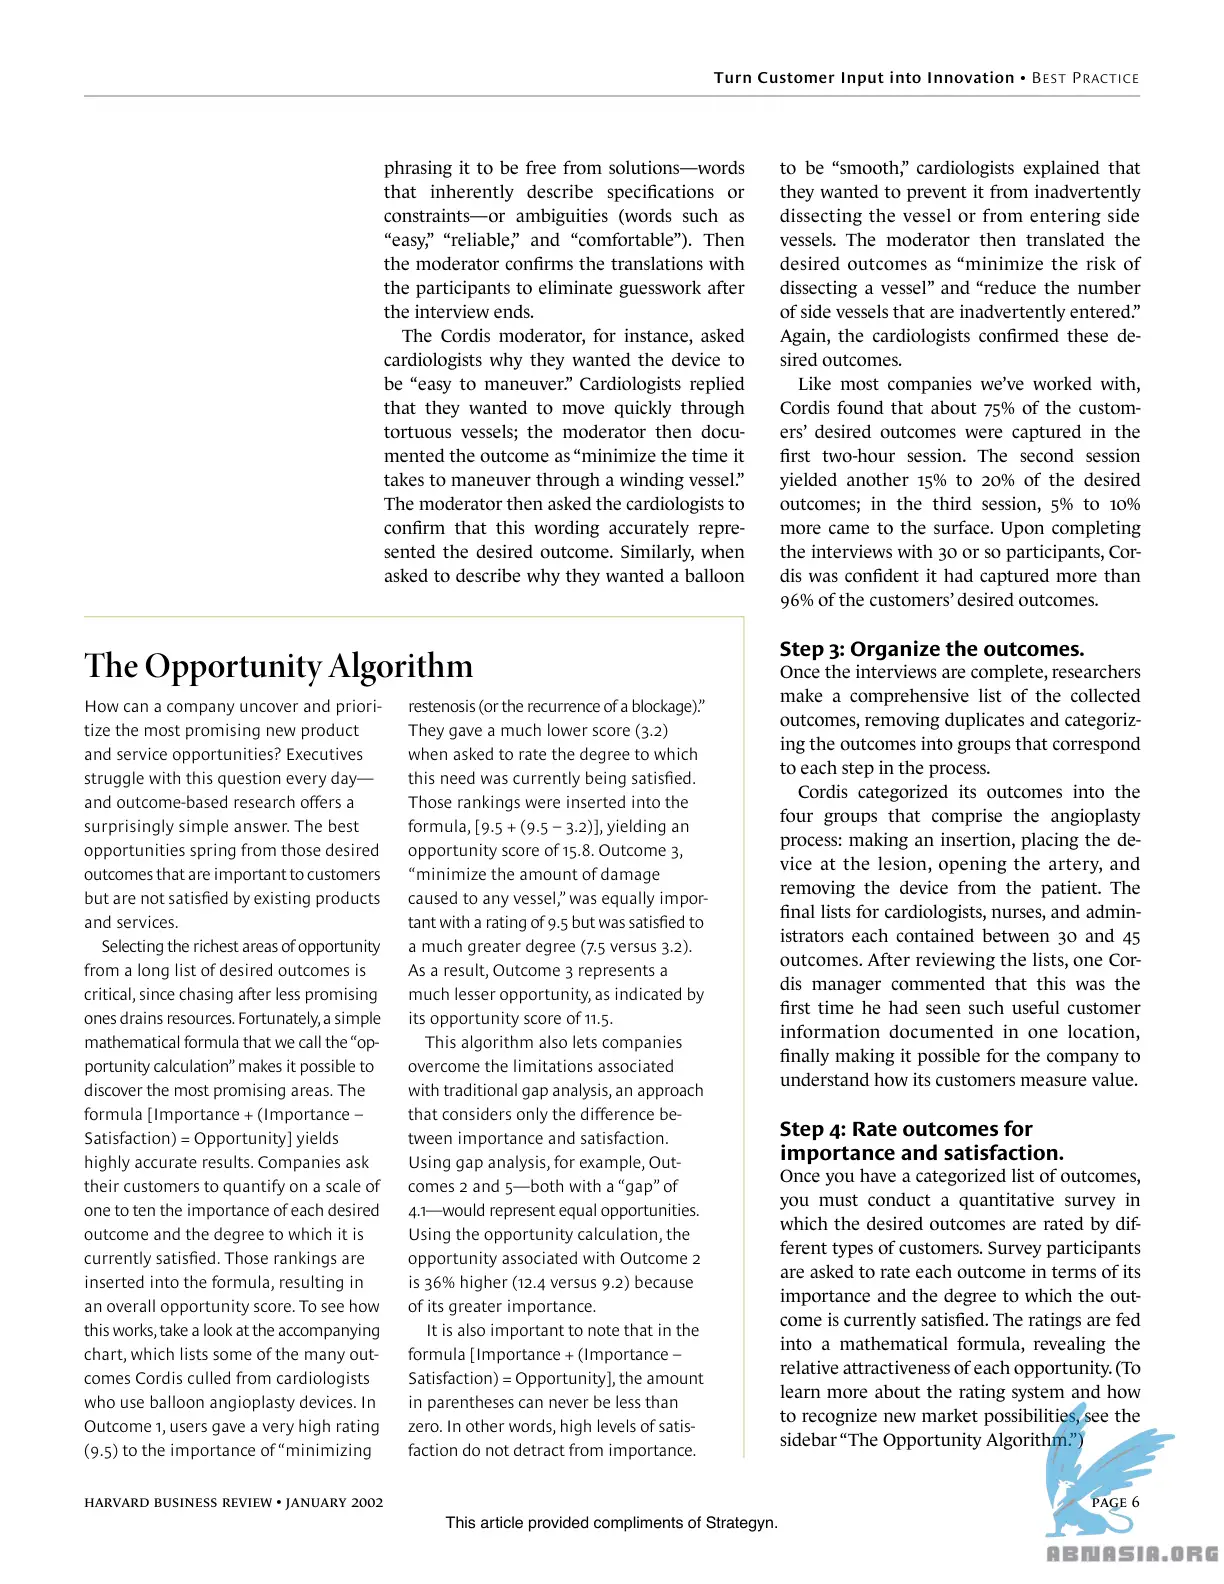 Turn Customer Input into Innovation • BEST PRACTICE
phrasing it to be free from solutions—words
that inherently describe specifications or
constraints—or ambiguities (words such as
“easy,” “reliable,” and “comfortable”). Then
the moderator confirms the translations with
the participants to eliminate guesswork after
the interview ends.
The Cordis moderator, for instance, asked
cardiologists why they wanted the device to
be “easy to maneuver.” Cardiologists replied
that they wanted to move quickly through
tortuous vessels; the moderator then docu-
mented the outcome as “minimize the time it
takes to maneuver through a winding vessel.”
The moderator then asked the cardiologists to
confirm that this wording accurately repre-
sented the desired outcome. Similarly, when
asked to describe why they wanted a balloon
to be “smooth,” cardiologists explained that
they wanted to prevent it from inadvertently
dissecting the vessel or from entering side
vessels. The moderator then translated the
desired outcomes as “minimize the risk of
dissecting a vessel” and “reduce the number
of side vessels that are inadvertently entered.”
Again, the cardiologists confirmed these de-
sired outcomes.
Like most companies we’ve worked with,
Cordis found that about 75% of the custom-
ers’ desired outcomes were captured in the
first two-hour session. The second session
yielded another 15% to 20% of the desired
outcomes; in the third session, 5% to 10%
more came to the surface. Upon completing
the interviews with 30 or so participants, Cor-
dis was confident it had captured more than
96% of the customers’ desired outcomes.
Step 3: Organize the outcomes.
Once the interviews are complete, researchers
make a comprehensive list of the collected
outcomes, removing duplicates and categoriz-
ing the outcomes into groups that correspond
to each step in the process.
Cordis categorized its outcomes into the
four groups that comprise the angioplasty
process: making an insertion, placing the de-
vice at the lesion, opening the artery, and
removing the device from the patient. The
final lists for cardiologists, nurses, and admin-
istrators each contained between 30 and 45
outcomes. After reviewing the lists, one Cor-
dis manager commented that this was the
first time he had seen such useful customer
information documented in one location,
finally making it possible for the company to
understand how its customers measure value.
Step 4: Rate outcomes for
importance and satisfaction.
Once you have a categorized list of outcomes,
you must conduct a quantitative survey in
which the desired outcomes are rated by dif-
ferent types of customers. Survey participants
are asked to rate each outcome in terms of its
importance and the degree to which the out-
come is currently satisfied. The ratings are fed
into a mathematical formula, revealing the
relative attractiveness of each opportunity. (To
learn more about the rating system and how
to recognize new market possibilities, see the
sidebar “The Opportunity Algorithm.”)
The Opportunity Algorithm
How can a company uncover and priori-
tize the most promising new product
and service opportunities? Executives
struggle with this question every day—
and outcome-based research offers a
surprisingly simple answer. The best
opportunities spring from those desired
outcomes that are important to customers
but are not satisfied by existing products
and services.
Selecting the richest areas of opportunity
from a long list of desired outcomes is
critical, since chasing after less promising
ones drains resources. Fortunately, a simple
mathematical formula that we call the “op-
portunity calculation” makes it possible to
discover the most promising areas. The
formula [Importance + (Importance –
Satisfaction) = Opportunity] yields
highly accurate results. Companies ask
their customers to quantify on a scale of
one to ten the importance of each desired
outcome and the degree to which it is
currently satisfied. Those rankings are
inserted into the formula, resulting in
an overall opportunity score. To see how
this works, take a look at the accompanying
chart, which lists some of the many out-
comes Cordis culled from cardiologists
who use balloon angioplasty devices. In
Outcome 1, users gave a very high rating
(9.5) to the importance of “minimizing
restenosis (or the recurrence of a blockage).”
They gave a much lower score (3.2)
when asked to rate the degree to which
this need was currently being satisfied.
Those rankings were inserted into the
formula, [9.5 + (9.5 – 3.2)], yielding an
opportunity score of 15.8. Outcome 3,
“minimize the amount of damage
caused to any vessel,” was equally impor-
tant with a rating of 9.5 but was satisfied to
a much greater degree (7.5 versus 3.2).
As a result, Outcome 3 represents a
much lesser opportunity, as indicated by
its opportunity score of 11.5.
This algorithm also lets companies
overcome the limitations associated
with traditional gap analysis, an approach
that considers only the difference be-
tween importance and satisfaction.
Using gap analysis, for example, Out-
comes 2 and 5—both with a “gap” of
4.1—would represent equal opportunities.
Using the opportunity calculation, the
opportunity associated with Outcome 2
is 36% higher (12.4 versus 9.2) because
of its greater importance.
It is also important to note that in the
formula [Importance + (Importance –
Satisfaction) = Opportunity], the amount
in parentheses can never be less than
zero. In other words, high levels of satis-
faction do not detract from importance.
HARVARD BUSINESS REVIEW • JANUARY 2002
PAGE 6
This article provided compliments of Strategyn.
ABNASIA.ORG